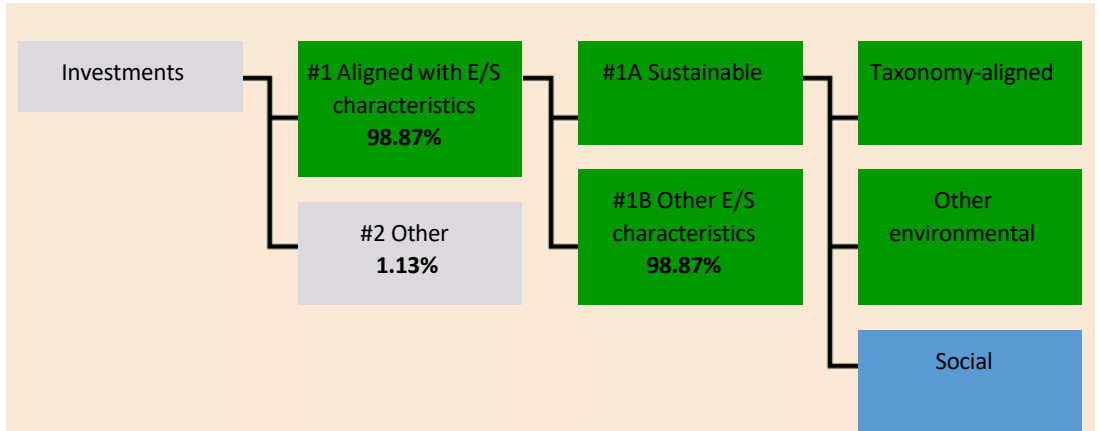 Investments
#1 Aligned with E/S
characteristics
98.87%
#2 Other
1.13%
#1A Sustainable
#1B Other E/S
characteristics
98.87%
Taxonomy-aligned
Other
environmental
Social